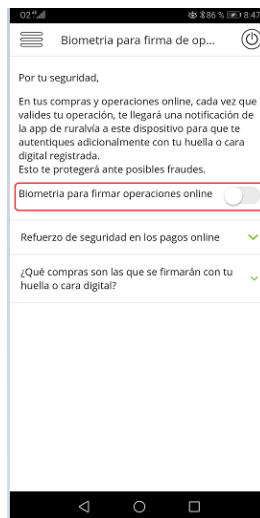 86 % 8:47
Biometria para firma de op...
Por tu seguridad,
En tus compras y operaciones online, cada vez que
valides tu operación, te llegará una notificación de
la app de ruralvía a este dispositivo para que te
autentiques adicionalmente con tu huella o cara
digital registrada.
Esto te protegerá ante posibles fraudes.
Biometria para firmar operaciones online
Refuerzo de seguridad en los pagos online
¿Qué compras son las que se firmarán con tu
huella o cara digital?